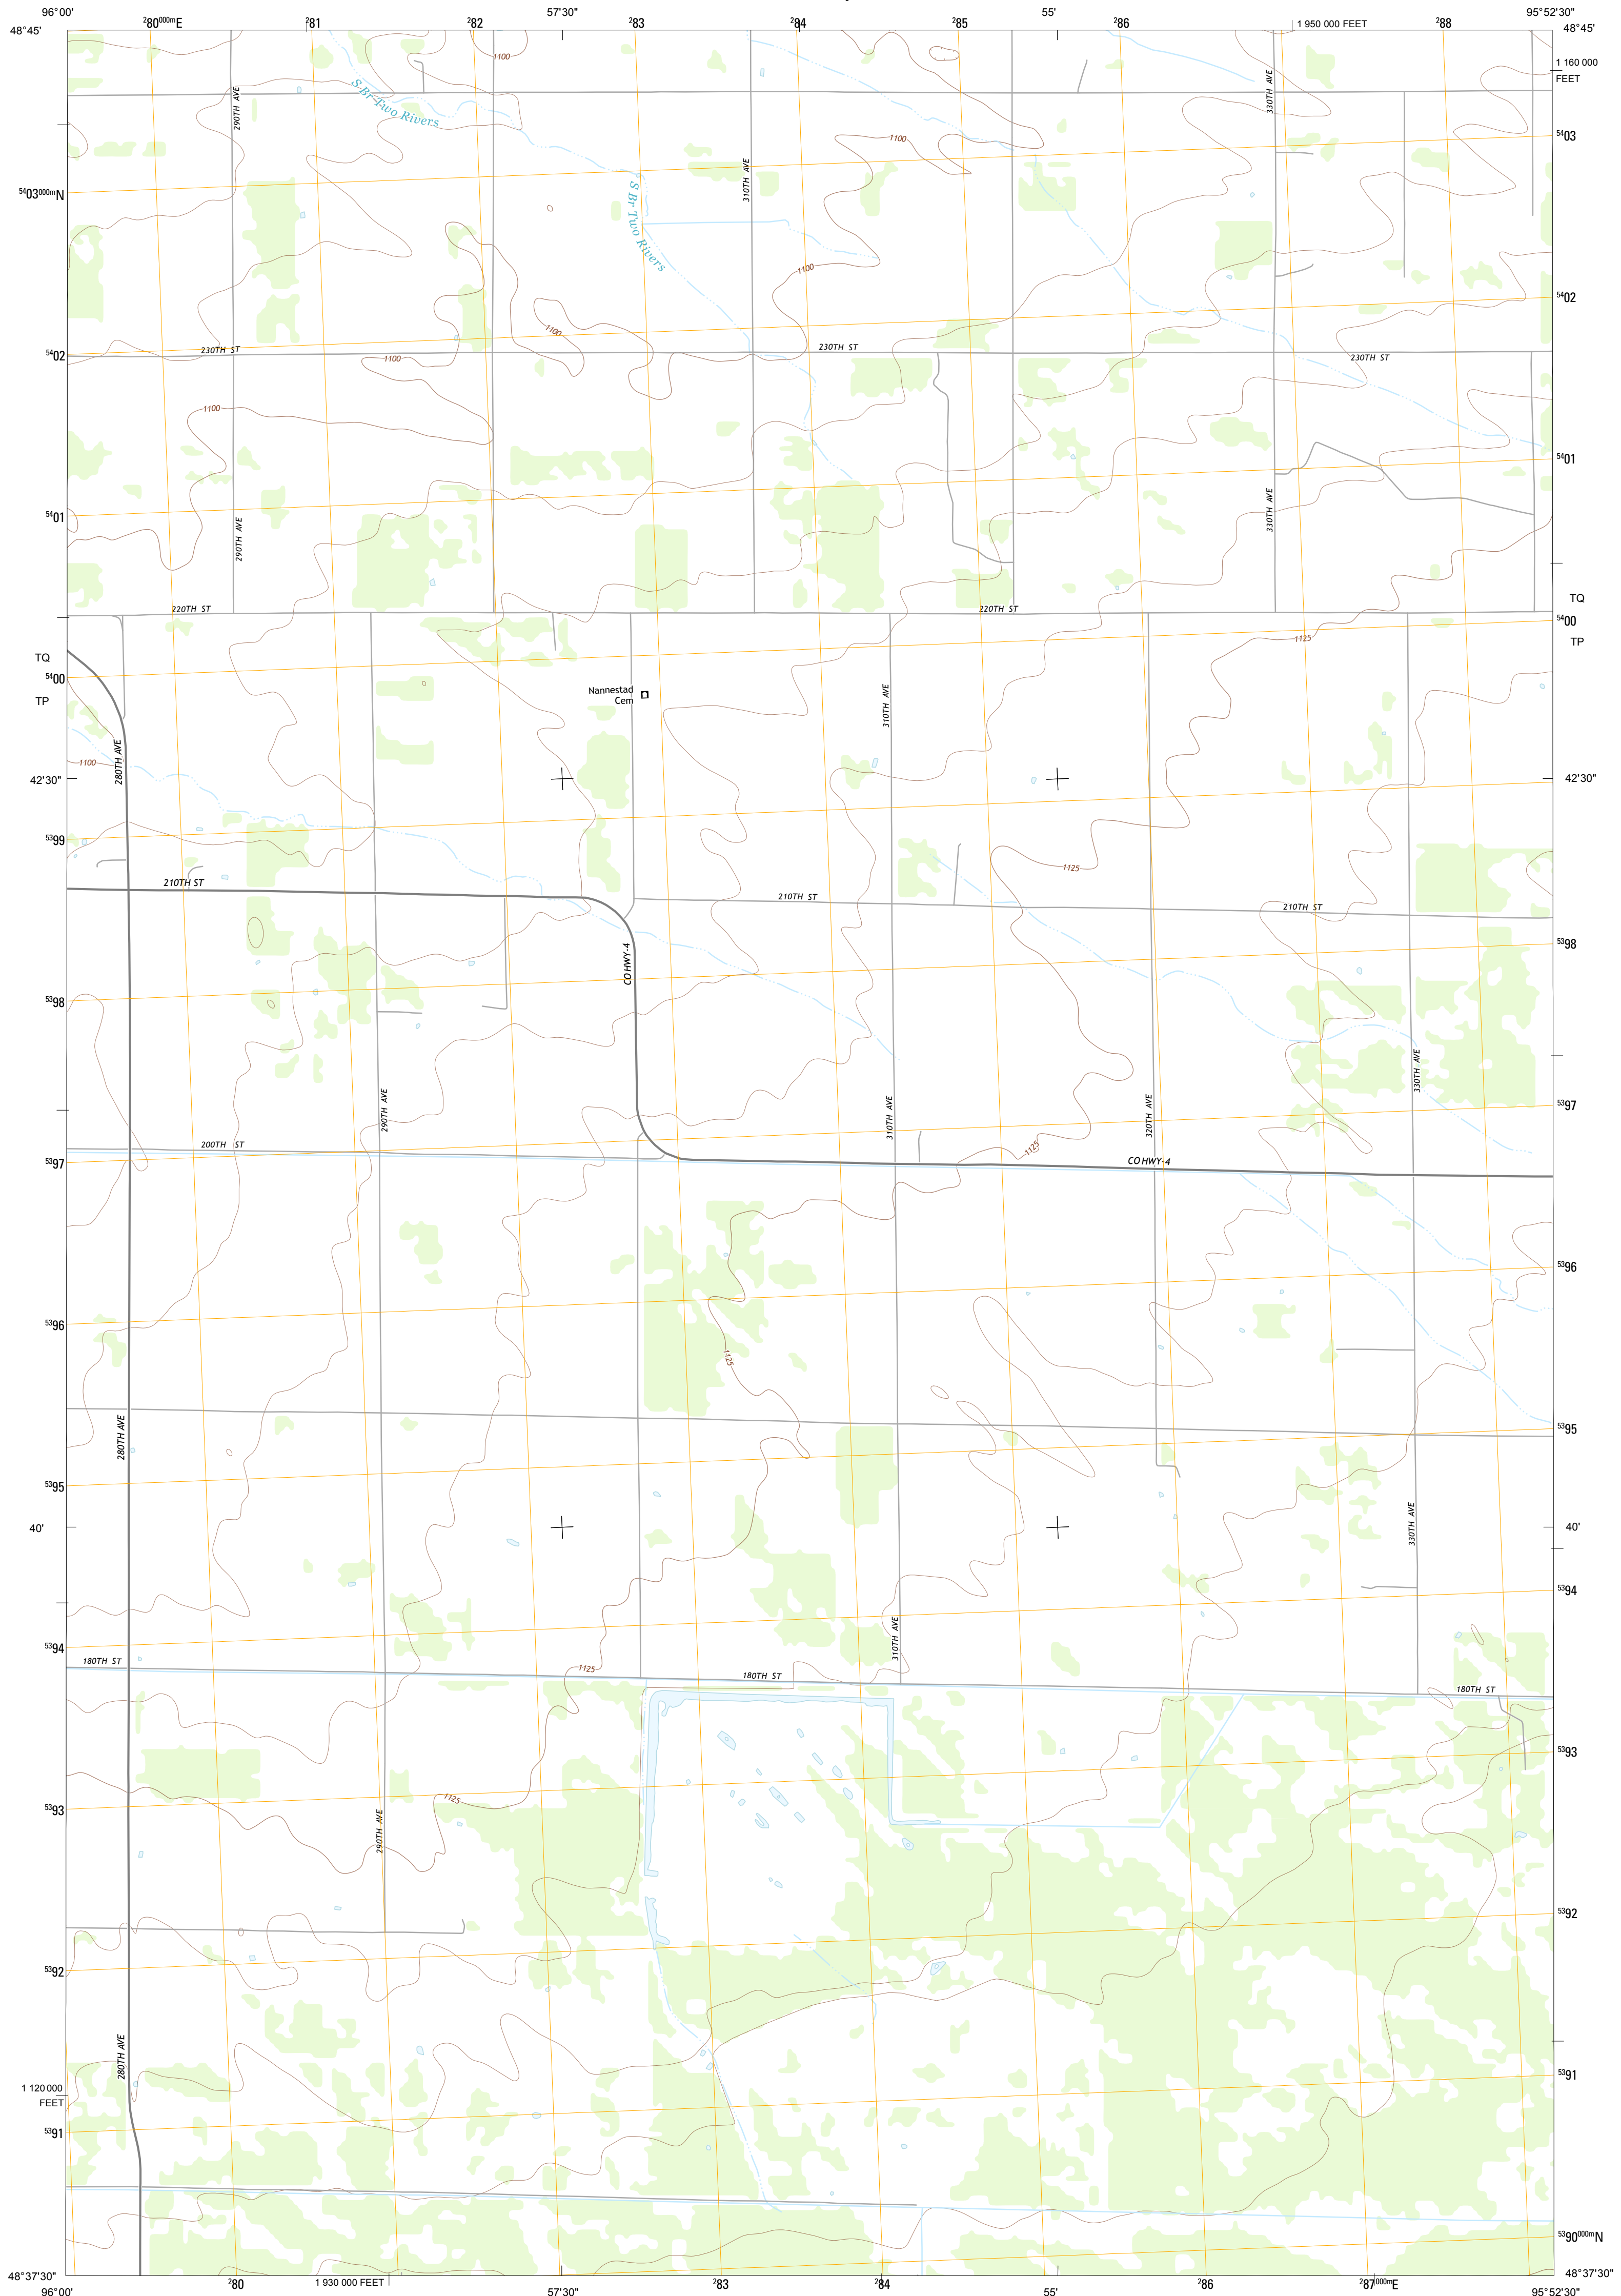 96°00'
²80⁰⁰⁰ᵐE
²81
²82
57'30"
²83
²84
²85
55'
²86
1 950 000 FEET
²88
95°52'30"
48°45'
48°45'
1 160 000
FEET
1100
S Br Two Rivers
290TH AVE
330TH AVE
1100
⁵⁴03
310TH AVE
⁵⁴03⁰⁰⁰ᵐN
S Br Two Rivers
1100
⁵⁴02
1100
230TH ST
230TH ST
230TH ST
⁵⁴02
1100
1100
⁵⁴01
⁵⁴01
290TH AVE
330TH AVE
TQ
220TH ST
220TH ST
⁵⁴00
1125
TP
TQ
⁵⁴00
TP
Nannestad
Cem
310TH AVE
280TH AVE
1100
42'30"
42'30"
⁵³99
1125
210TH ST
210TH ST
210TH ST
⁵³98
CO HWY 4
⁵³98
330TH AVE
290TH AVE
310TH AVE
320TH AVE
⁵³97
200TH ST
1125
⁵³97
CO HWY 4
⁵³96
⁵³96
1125
280TH AVE
⁵³95
⁵³95
40'
330TH AVE
40'
⁵³94
310TH AVE
⁵³94
180TH ST
1125
180TH ST
180TH ST
⁵³93
1125
⁵³93
290TH AVE
⁵³92
⁵³92
280TH AVE
⁵³91
1 120 000
FEET
⁵³91
⁵³90⁰⁰⁰ᵐN
48°37'30"
48°37'30"
96°00'
²80
1 930 000 FEET
57'30"
²83
²84
55'
²86
²87⁰⁰⁰ᵐE
95°52'30"